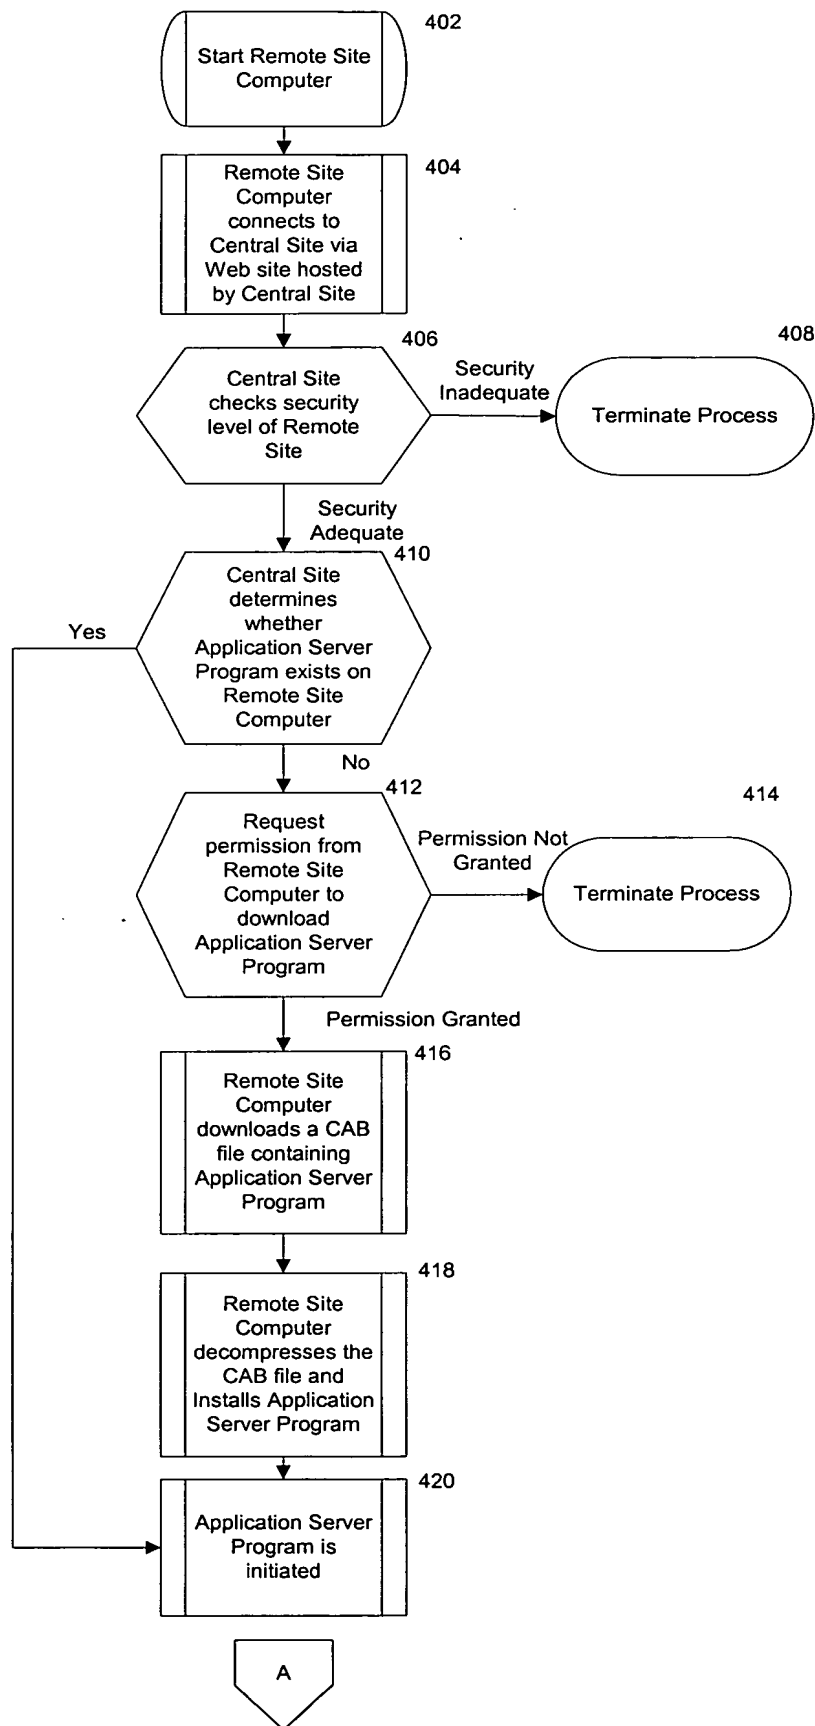 402
Start Remote Site
Computer
404
Remote Site
Computer
connects to
Central Site via
Web site hosted
by Central Site
406
Central Site
checks security
level of Remote
Site
Security
Inadequate
408
Terminate Process
Security
Adequate
410
Central Site
determines
whether
Application Server
Program exists on
Remote Site
Computer
Yes
No
412
Request
permission from
Remote Site
Computer to
download
Application Server
Program
Permission Not
Granted
414
Terminate Process
Permission Granted
416
Remote Site
Computer
downloads a CAB
file containing
Application Server
Program
418
Remote Site
Computer
decompresses the
CAB file and
Installs Application
Server Program
420
Application Server
Program is
initiated
A